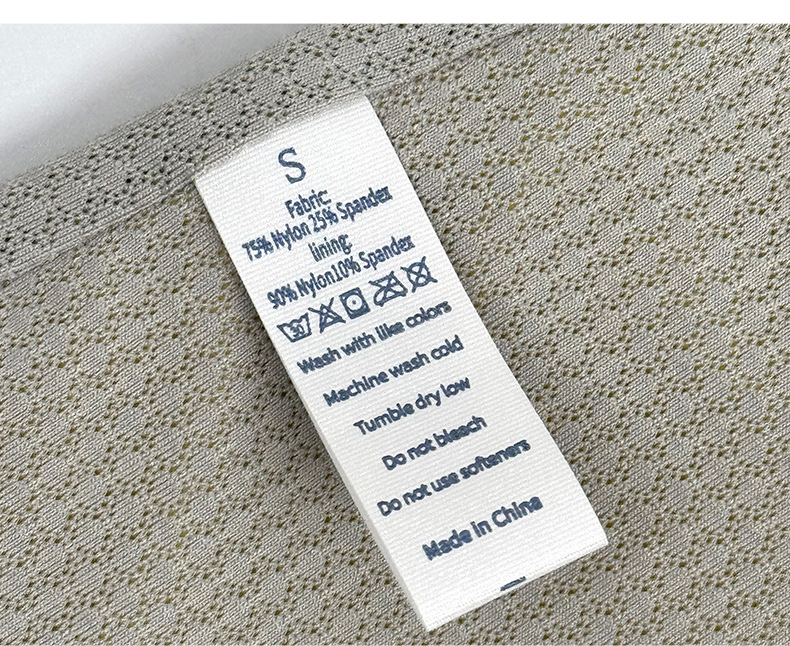 S
Fabric:
75% Nylon 25% Spandex
lining:
90% Nylon10% Spandex
30
Wash with like colors
Machine wash cold
Tumble dry low
Do not bleach
Do not use softeners
Made in China